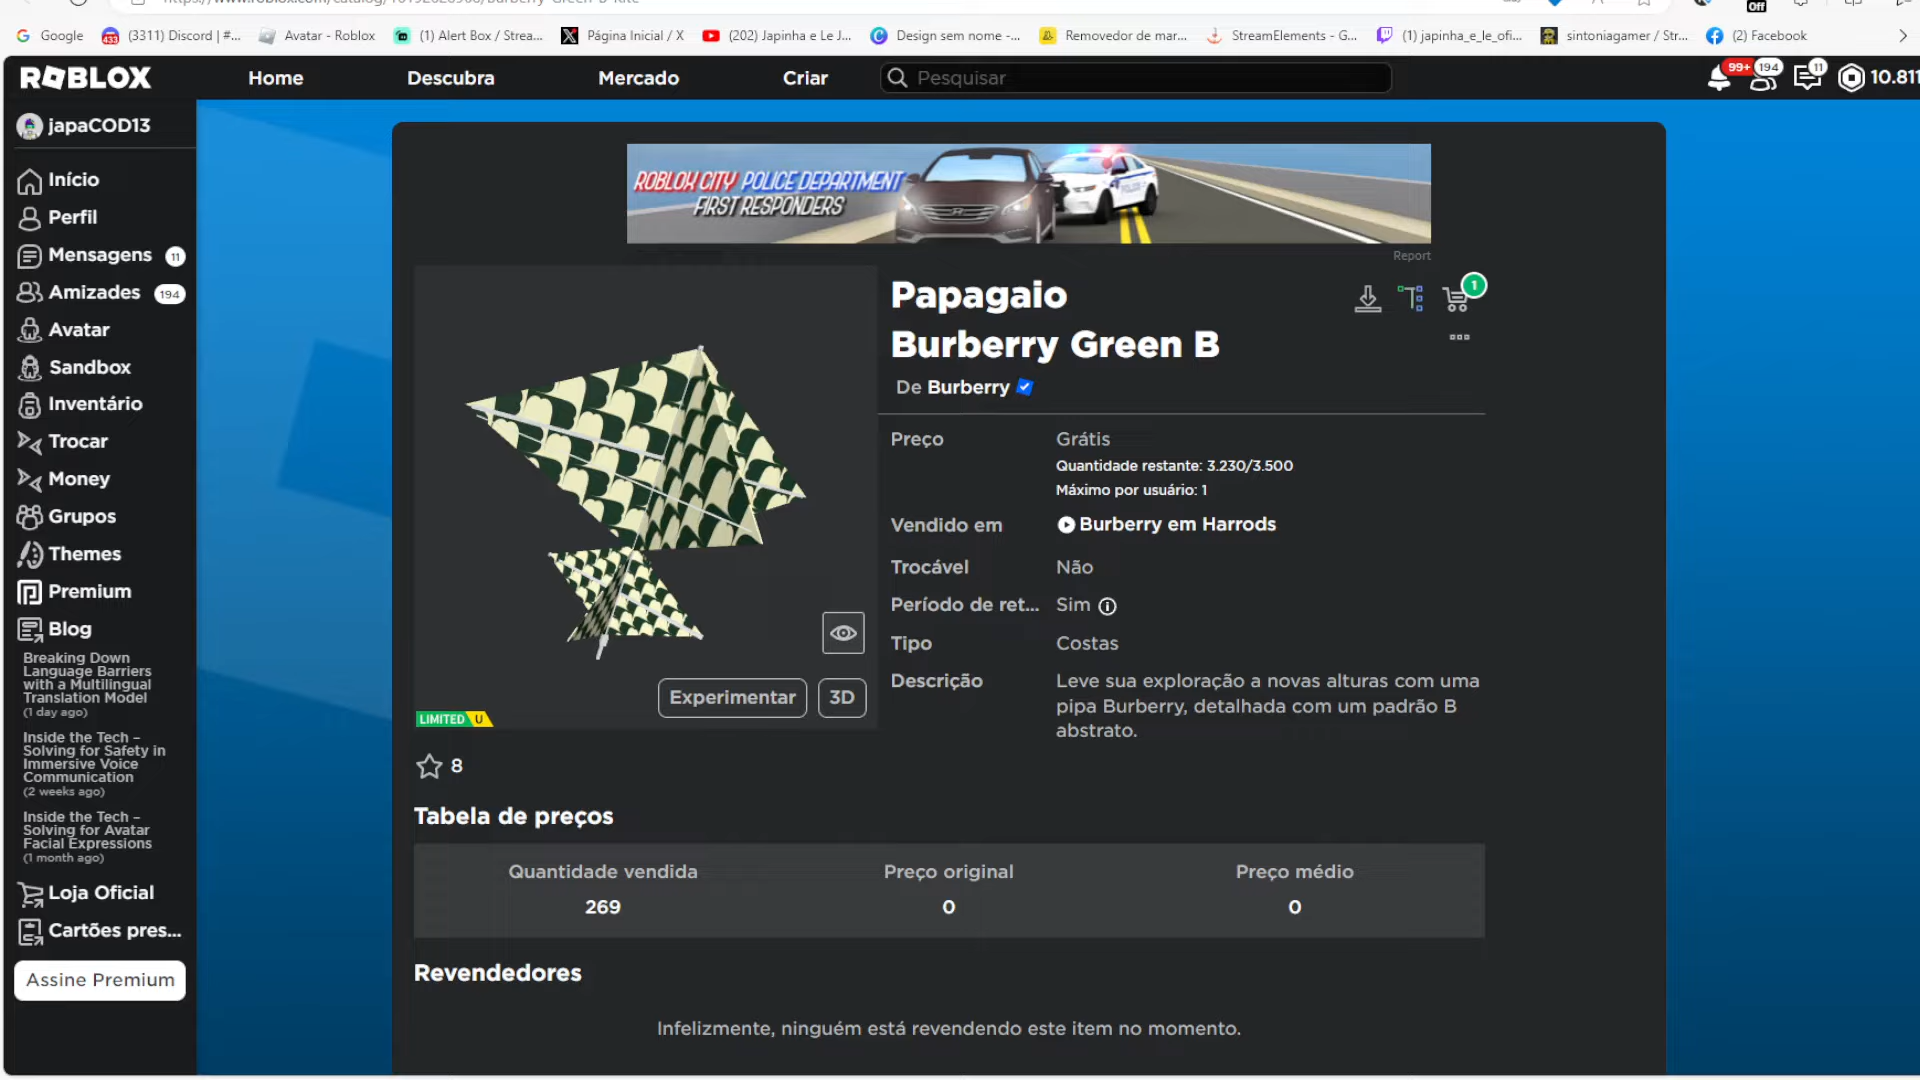 Google
(3311) Discord | #...
Avatar - Roblox
(1) Alert Box / Strea...
Página Inicial / X
(202) Japinha e Le J...
Design sem nome -...
Removedor de mar...
StreamElements - G...
(1) japinha_e_le_ofi...
sintoniagamer / Str...
(2) Facebook
Off
ROBLOX
Home
Descubra
Mercado
Criar
Pesquisar
99+
194
11
10.811
japaCOD13
Início
Perfil
Mensagens 11
Amizades 194
Avatar
Sandbox
Inventário
Trocar
Money
Grupos
Themes
Premium
Blog
Breaking Down
Language Barriers
with a Multilingual
Translation Model
(1 day ago)
Inside the Tech –
Solving for Safety in
Immersive Voice
Communication
(2 weeks ago)
Inside the Tech –
Solving for Avatar
Facial Expressions
(1 month ago)
Loja Oficial
Cartões pres...
Assine Premium
ROBLOX CITY POLICE DEPARTMENT
FIRST RESPONDERS
Report
Papagaio
Burberry Green B
1
De Burberry
Preço Grátis
Quantidade restante: 3.230/3.500
Máximo por usuário: 1
Vendido em Burberry em Harrods
Trocável Não
Período de ret... Sim
Tipo Costas
Descrição Leve sua exploração a novas alturas com uma
pipa Burberry, detalhada com um padrão B
abstrato.
Experimentar
3D
LIMITED U
8
Tabela de preços
Quantidade vendida Preço original Preço médio
269 0 0
Revendedores
Infelizmente, ninguém está revendendo este item no momento.